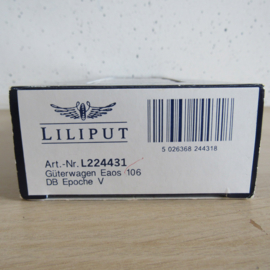 LILIPUT
5 026368 244318
Art.-Nr. L224431
Güterwagen Eaos 106
DB Epoche V